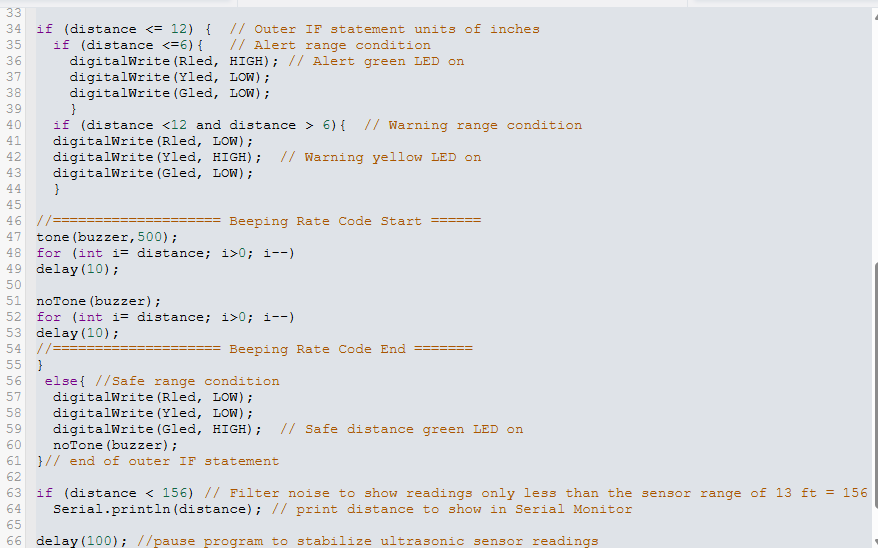 33
34 if (distance <= 12) {  // Outer IF statement units of inches
35   if (distance <=6){   // Alert range condition
36     digitalWrite(Rled, HIGH); // Alert green LED on
37     digitalWrite(Yled, LOW);
38     digitalWrite(Gled, LOW);
39     }
40   if (distance <12 and distance > 6){  // Warning range condition
41   digitalWrite(Rled, LOW);
42   digitalWrite(Yled, HIGH);  // Warning yellow LED on
43   digitalWrite(Gled, LOW);
44   }
45
46 //==================== Beeping Rate Code Start ======
47 tone(buzzer,500);
48 for (int i= distance; i>0; i--)
49 delay(10);
50
51 noTone(buzzer);
52 for (int i= distance; i>0; i--)
53 delay(10);
54 //==================== Beeping Rate Code End =======
55 }
56  else{ //Safe range condition
57   digitalWrite(Rled, LOW);
58   digitalWrite(Yled, LOW);
59   digitalWrite(Gled, HIGH);  // Safe distance green LED on
60   noTone(buzzer);
61 }// end of outer IF statement
62
63 if (distance < 156) // Filter noise to show readings only less than the sensor range of 13 ft = 156
64   Serial.println(distance); // print distance to show in Serial Monitor
65
66 delay(100); //pause program to stabilize ultrasonic sensor readings